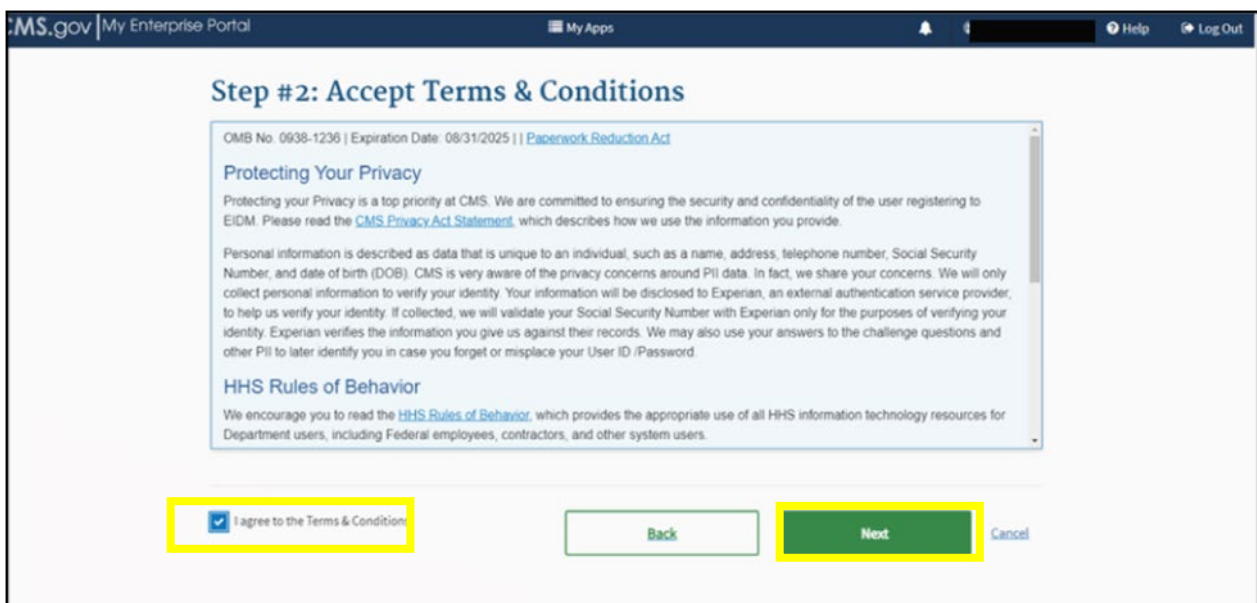 CMS.gov | My Enterprise Portal My Apps Help Log Out
Step #2: Accept Terms & Conditions
OMB No. 0938-1236 | Expiration Date: 08/31/2025 | | Paperwork Reduction Act
Protecting Your Privacy
Protecting your Privacy is a top priority at CMS. We are committed to ensuring the security and confidentiality of the user registering to
EIDM. Please read the CMS Privacy Act Statement, which describes how we use the information you provide.
Personal information is described as data that is unique to an individual, such as a name, address, telephone number, Social Security
Number, and date of birth (DOB). CMS is very aware of the privacy concerns around PII data. In fact, we share your concerns. We will only
collect personal information to verify your identity. Your information will be disclosed to Experian, an external authentication service provider,
to help us verify your identity. If collected, we will validate your Social Security Number with Experian only for the purposes of verifying your
identity. Experian verifies the information you give us against their records. We may also use your answers to the challenge questions and
other PII to later identify you in case you forget or misplace your User ID /Password.
HHS Rules of Behavior
We encourage you to read the HHS Rules of Behavior, which provides the appropriate use of all HHS information technology resources for
Department users, including Federal employees, contractors, and other system users.
I agree to the Terms & Conditions Back Next Cancel